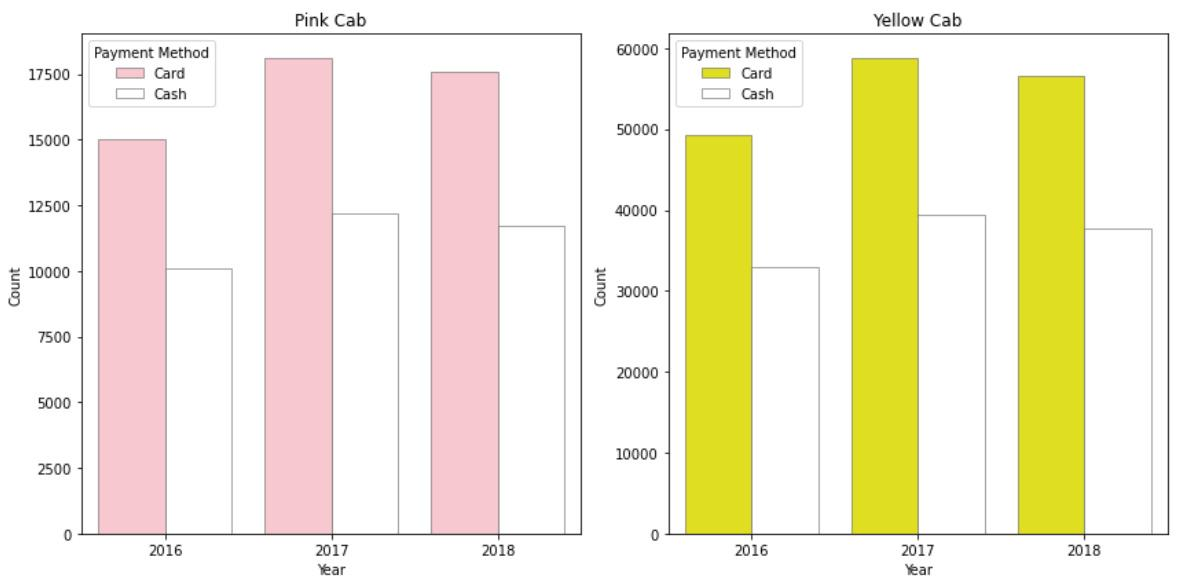 Pink Cab
Payment Method
Card
Cash
17500
15000
12500
10000
7500
5000
2500
0
Count
2016
2017
2018
Year
Yellow Cab
Payment Method
Card
Cash
60000
50000
40000
30000
20000
10000
0
Count
2016
2017
2018
Year